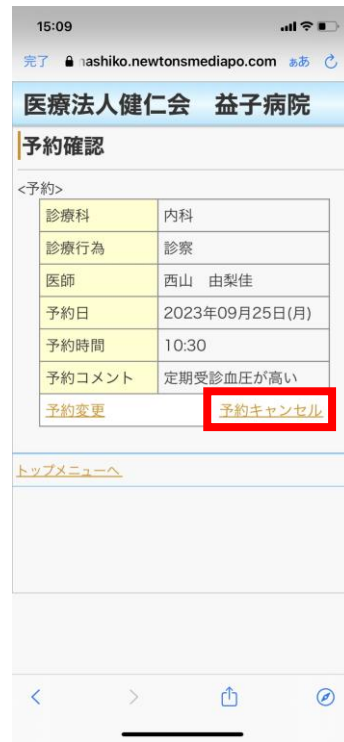 15:09
完了 ashiko.newtonsmediapo.com ぁあ
医療法人健仁会 益子病院
予約確認
<予約>
診療科 内科
診療行為 診察
医師 西山 由梨佳
予約日 2023年09月25日(月)
予約時間 10:30
予約コメント 定期受診血圧が高い
予約変更 予約キャンセル
トップメニューへ